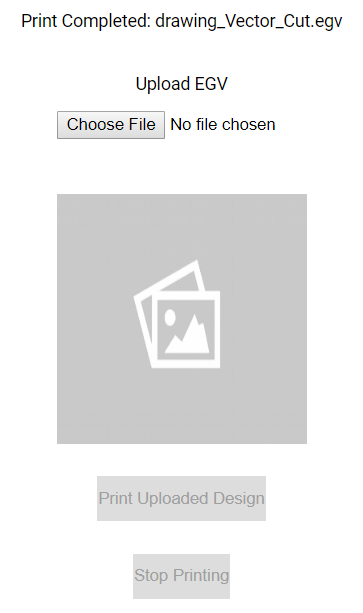 Print Completed: drawing_Vector_Cut.egv
Upload EGV
Choose File No file chosen
Print Uploaded Design
Stop Printing